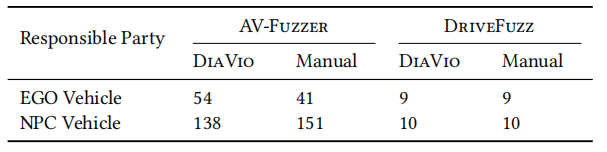 Responsible Party AV-Fuzzer DriveFuzz
DiaVio Manual DiaVio Manual
EGO Vehicle 54 41 9 9
NPC Vehicle 138 151 10 10